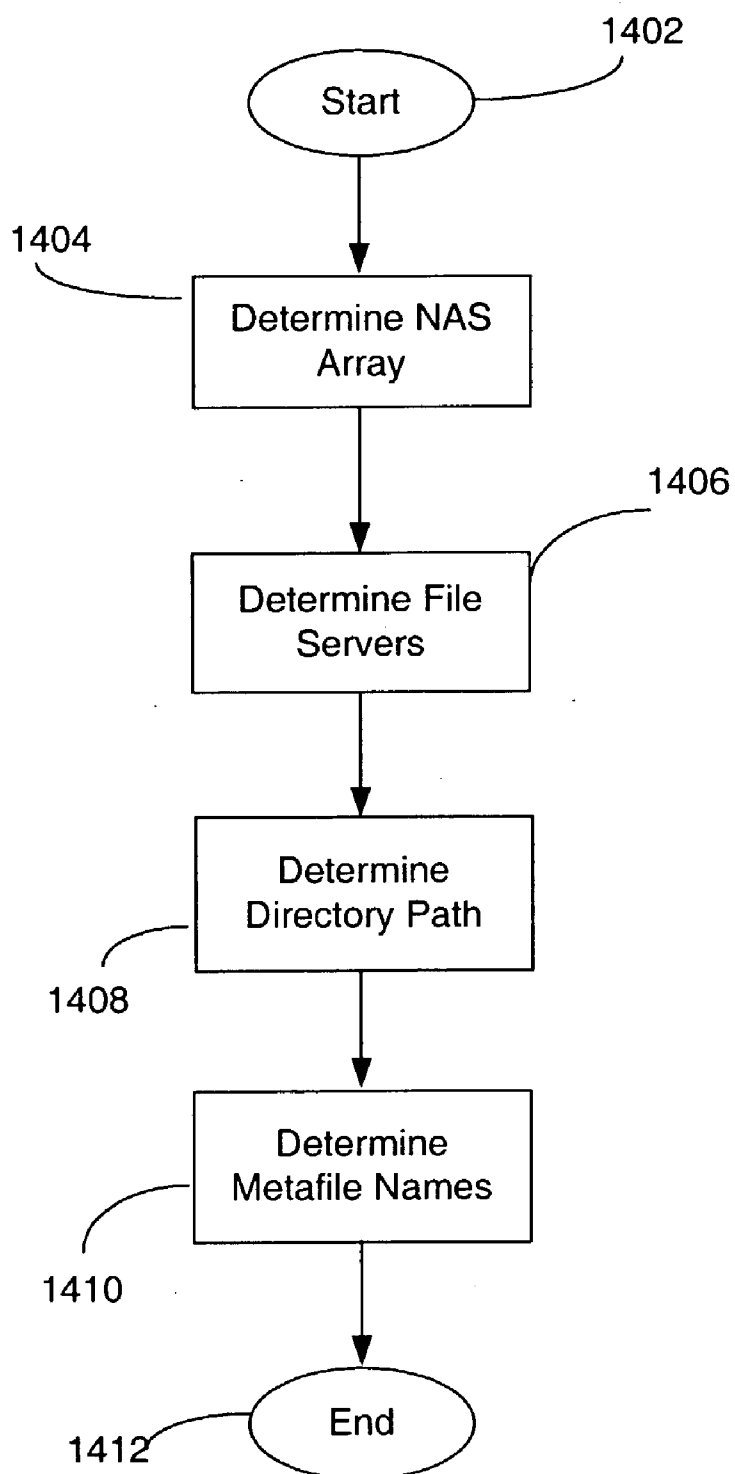 1402
Start
1404
Determine NAS
Array
1406
Determine File
Servers
Determine
Directory Path
1408
Determine
Metafile Names
1410
End
1412